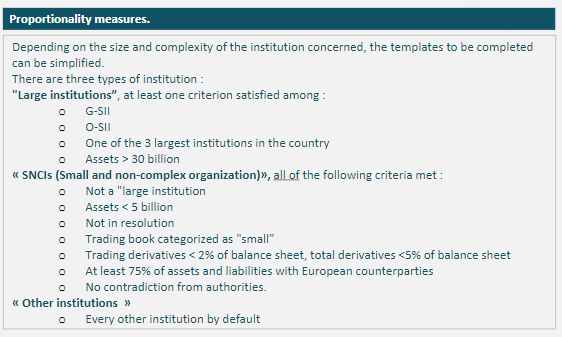 Proportionality measures.
Depending on the size and complexity of the institution concerned, the templates to be completed
can be simplified.
There are three types of institution :
"Large institutions”, at least one criterion satisfied among :
o G-SII
o O-SII
o One of the 3 largest institutions in the country
o Assets > 30 billion
« SNCIs (Small and non-complex organization)», all of the following criteria met :
o Not a "large institution
o Assets < 5 billion
o Not in resolution
o Trading book categorized as "small”
o Trading derivatives < 2% of balance sheet, total derivatives <5% of balance sheet
o At least 75% of assets and liabilities with European counterparties
o No contradiction from authorities.
« Other institutions »
o Every other institution by default